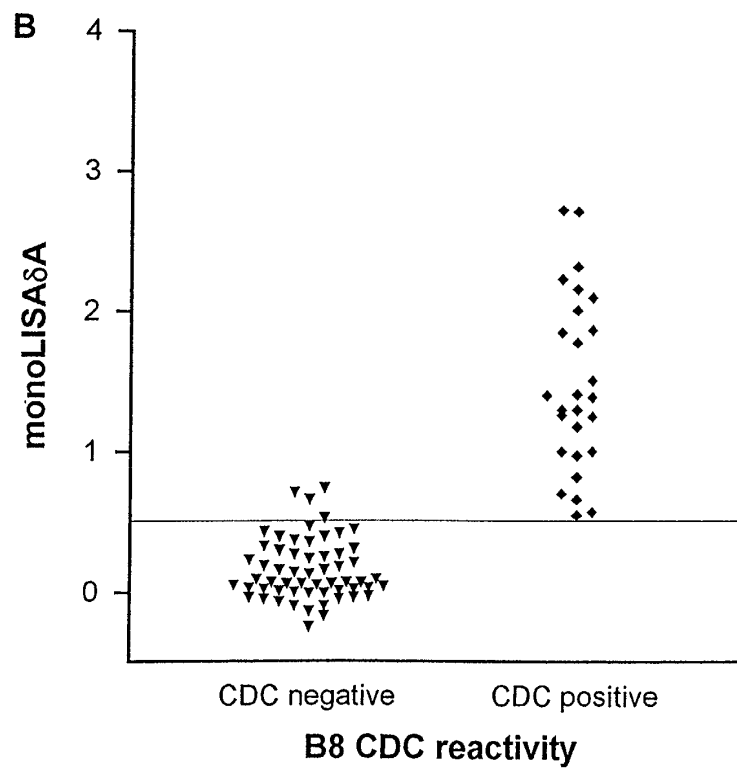 B
4
3
2
1
0
monoLISAδA
CDC negative CDC positive
B8 CDC reactivity